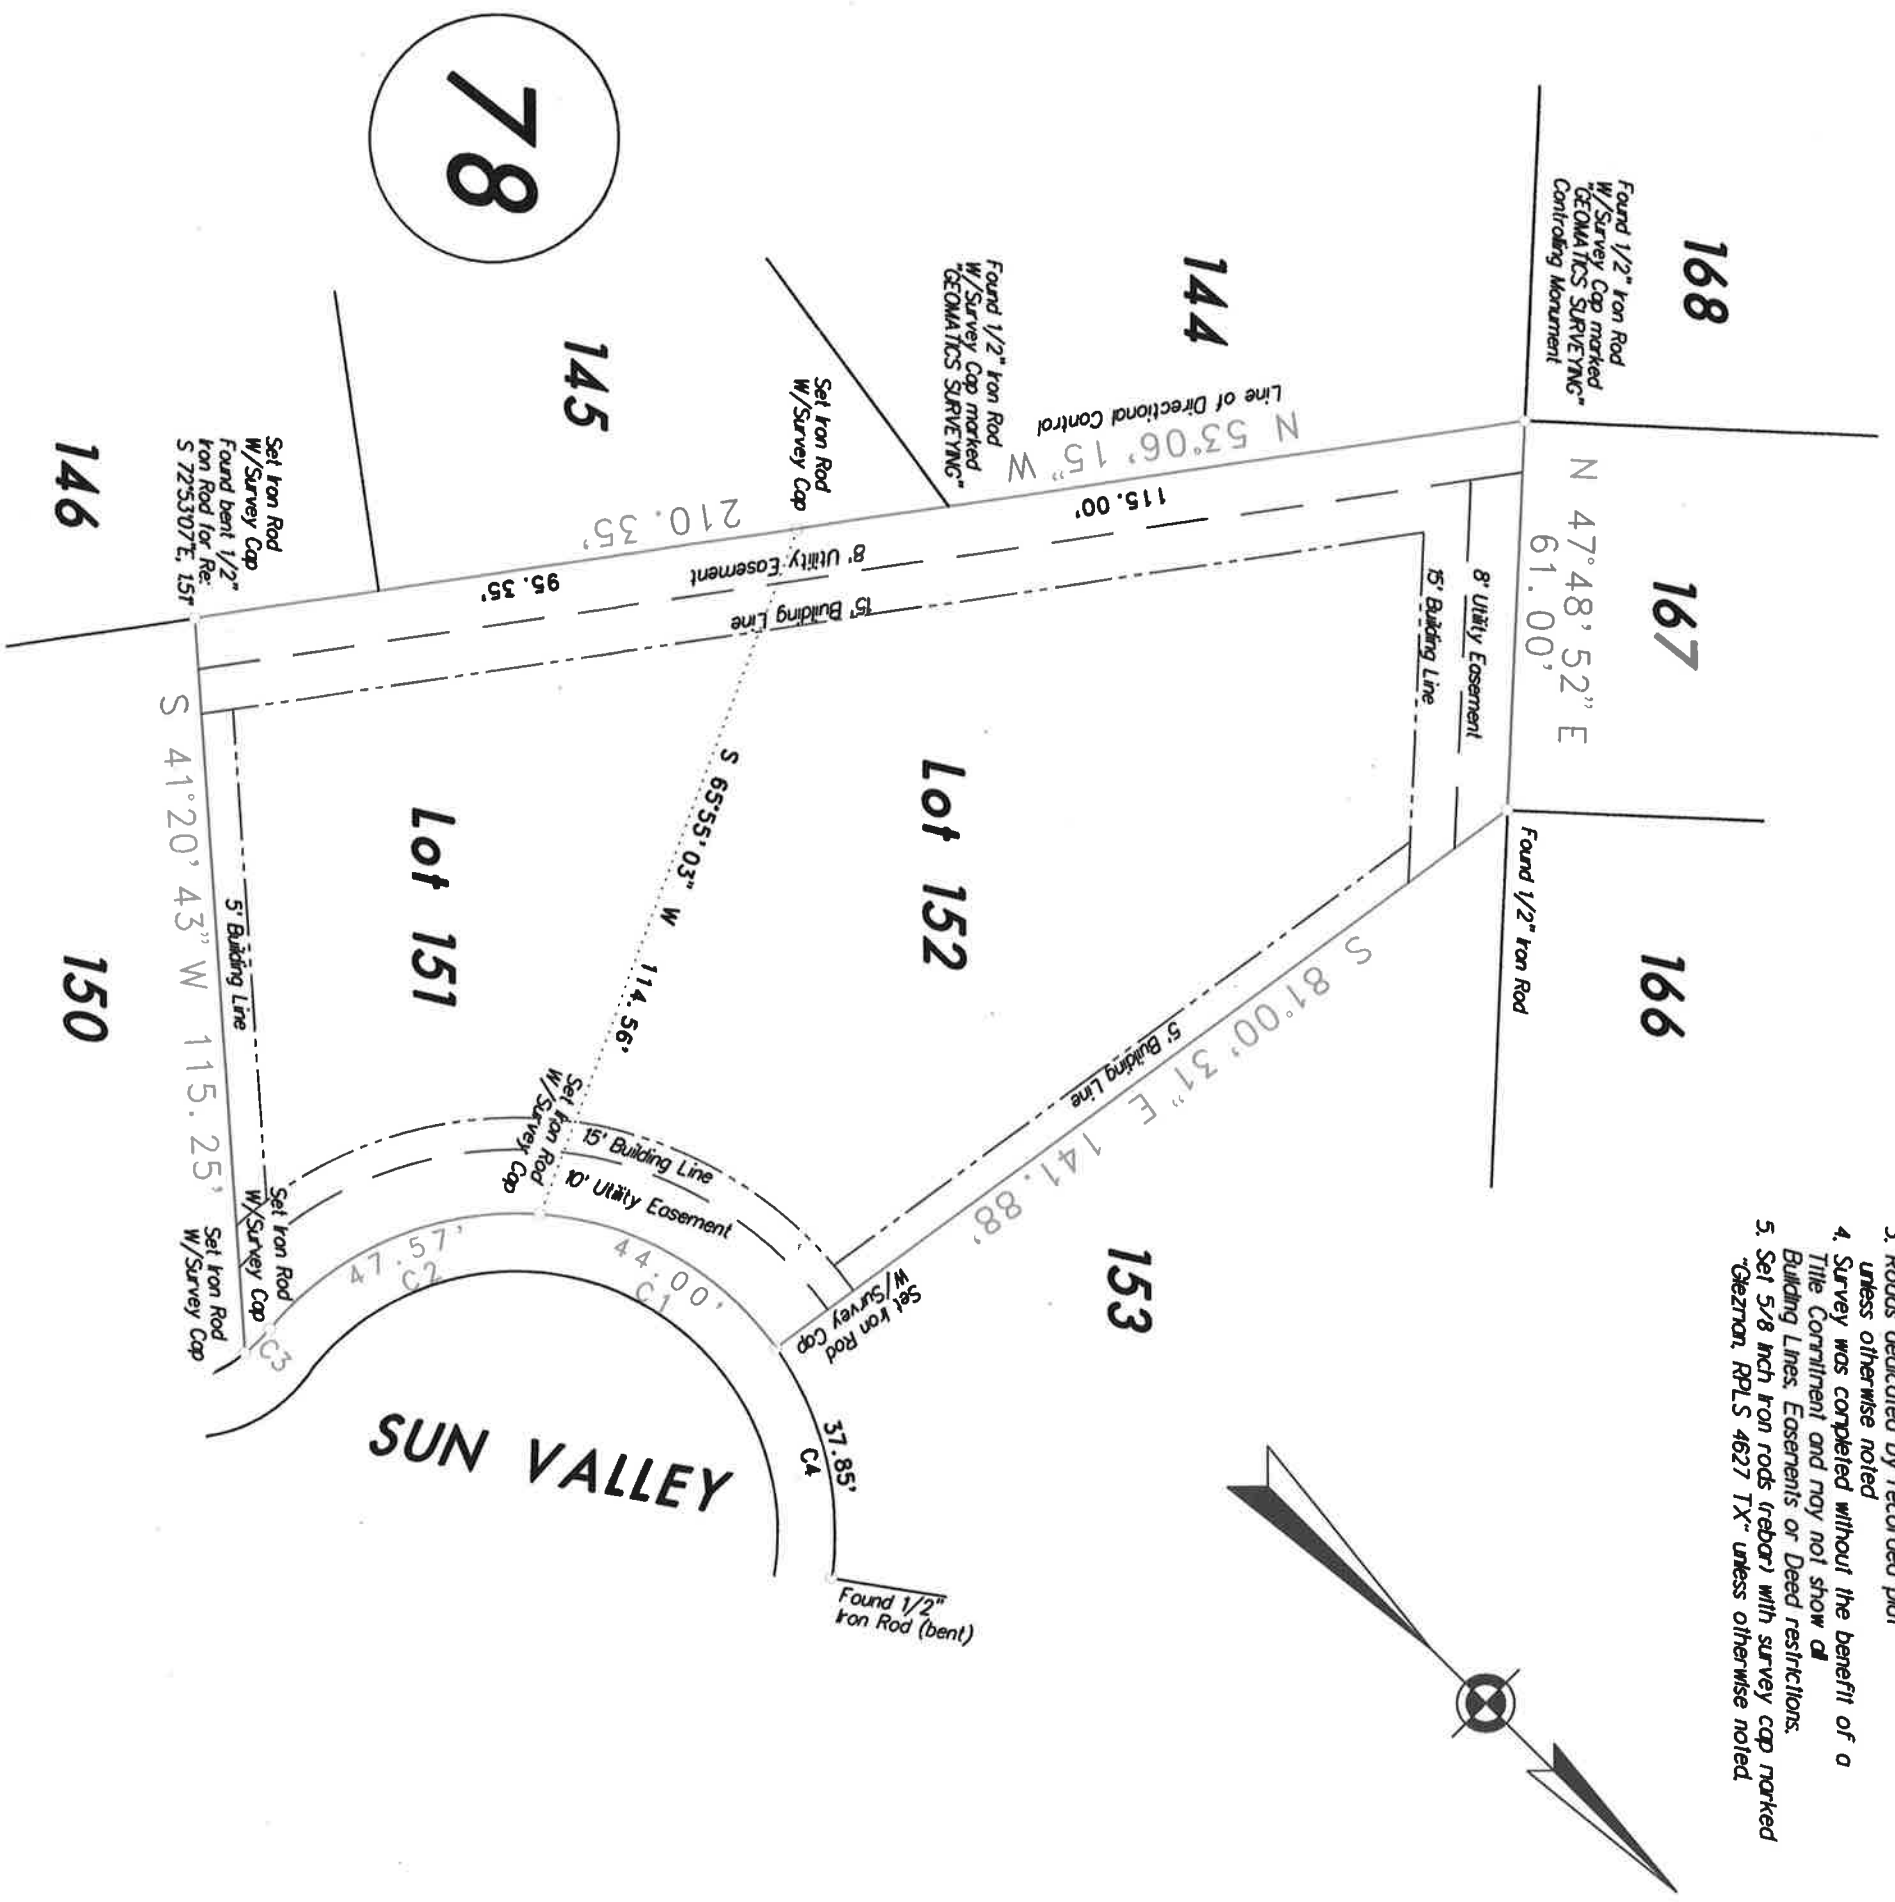 unless otherwise noted
4. Survey was completed without the benefit of a
Title Commitment and may not show all
Building Lines, Easements or Deed restrictions.
5. Set 5/8 inch iron rods (rebar) with survey cap marked
"Glezman, RPLS 4627 TX" unless otherwise noted.
168
167
166
Found 1/2" Iron Rod
W/Survey Cap marked
"GEOMATICS SURVEYING"
Controlling Monument
N 47°48'52" E
61.00'
Found 1/2" Iron Rod
8' Utility Easement
15' Building Line
144
Line of Directional Control
N 53°06'15" W
115.00'
Found 1/2" Iron Rod
W/Survey Cap marked
"GEOMATICS SURVEYING"
S 81°00'31" E 141.88'
5' Building Line
153
Lot 152
Set Iron Rod
W/Survey Cap
210.35'
8' Utility Easement
15' Building Line
95.35'
S 65°55'03" W 114.56'
145
78
Lot 151
Set Iron Rod
W/Survey Cap
15' Building Line
10' Utility Easement
Set Iron Rod
W/Survey Cap
44.00'
C1
47.57'
C2
37.85'
C4
Found 1/2"
Iron Rod (bent)
SUN VALLEY
Set Iron Rod
W/Survey Cap
Found bent 1/2"
Iron Rod for Re:
S 72°53'07"E, 1.51'
5' Building Line
S 41°20'43" W 115.25'
Set Iron Rod
W/Survey Cap
C3
Set Iron Rod
W/Survey Cap
146
150